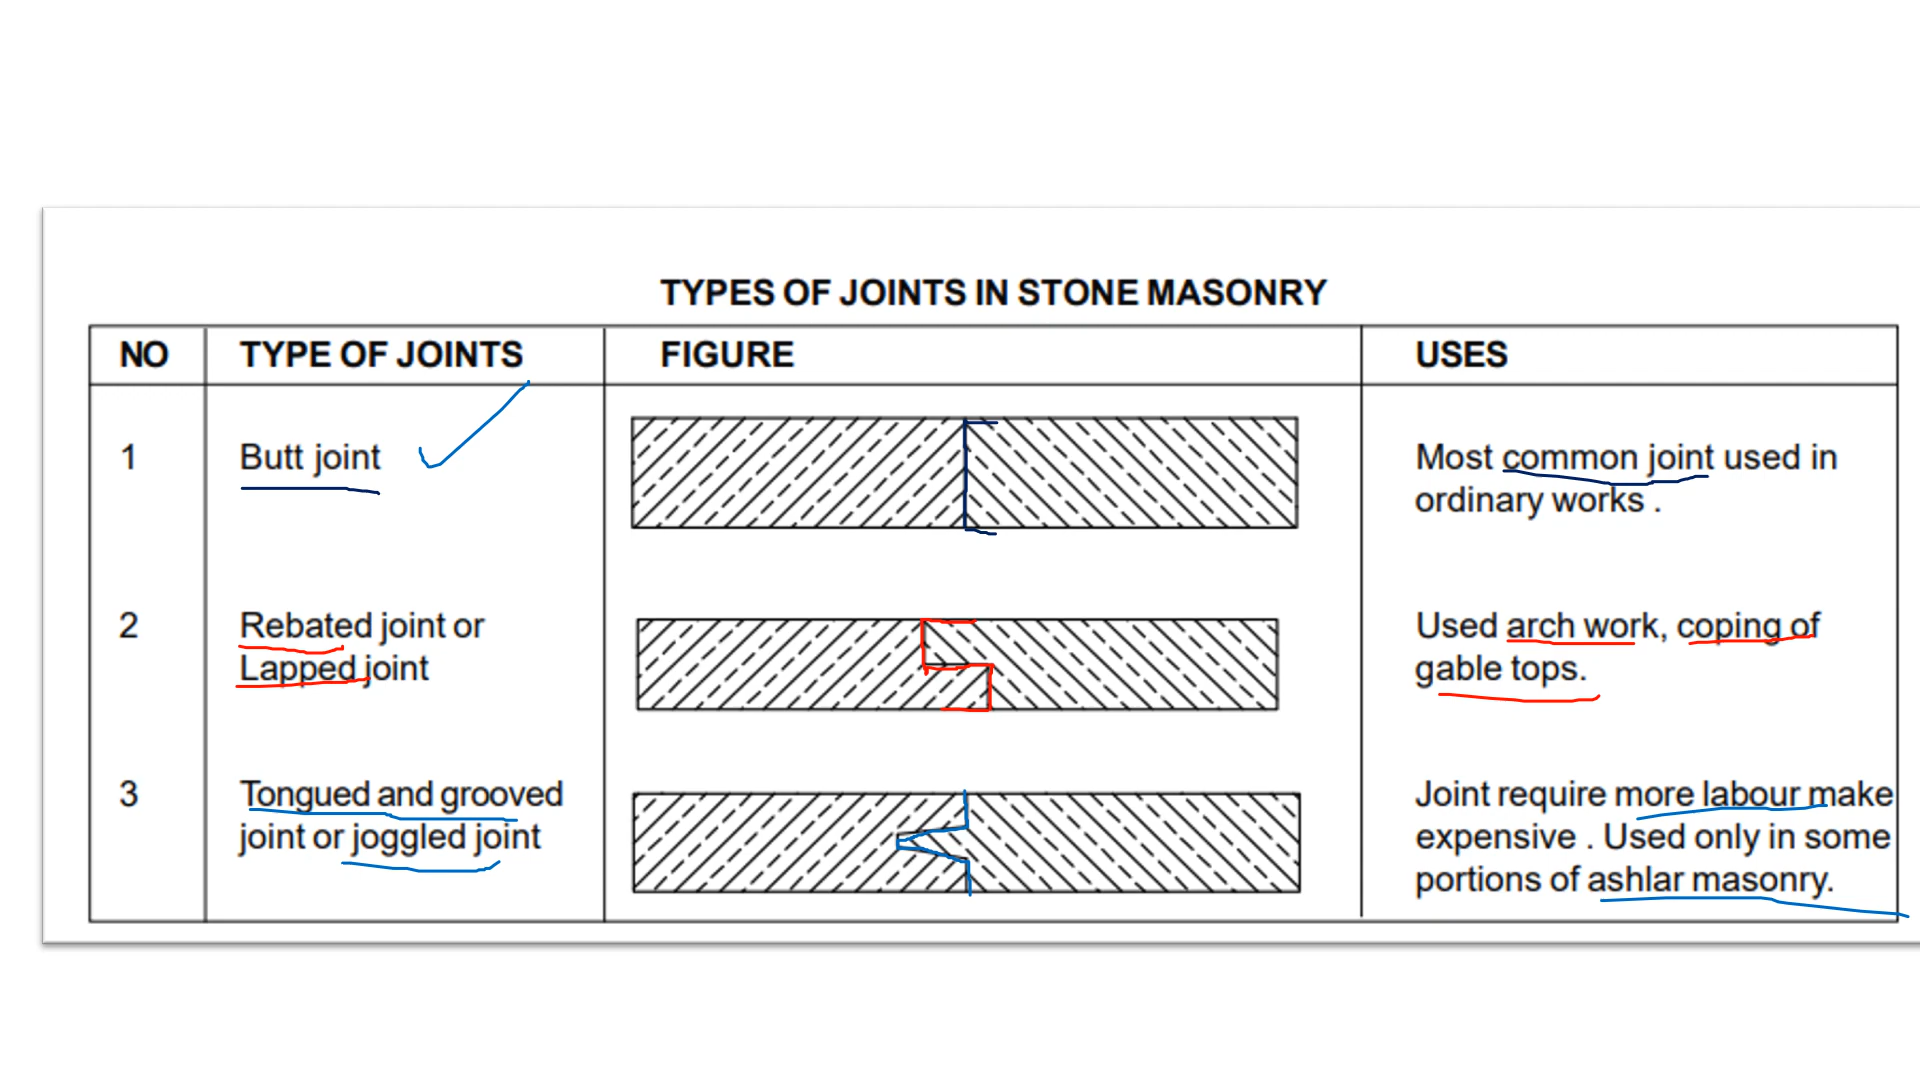 TYPES OF JOINTS IN STONE MASONRY
NO TYPE OF JOINTS FIGURE USES
1 Butt joint Most common joint used in
ordinary works .
2 Rebated joint or Used arch work, coping of
Lapped joint gable tops.
3 Tongued and grooved Joint require more labour make
joint or joggled joint expensive . Used only in some
portions of ashlar masonry.